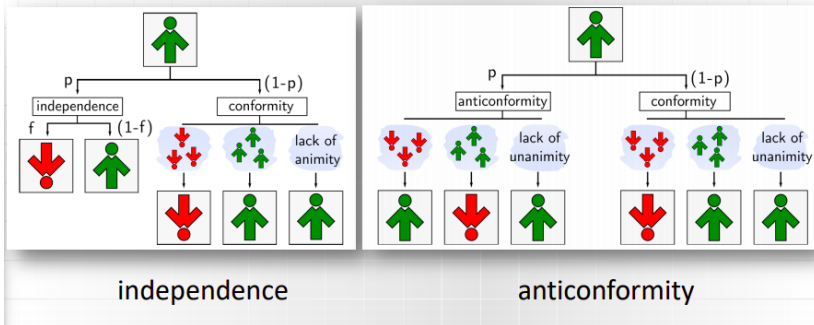 p
(1-p)
independence
conformity
f
(1-f)
lack of
animity
p
(1-p)
anticonformity
conformity
lack of
unanimity
lack of
unanimity
independence
anticonformity